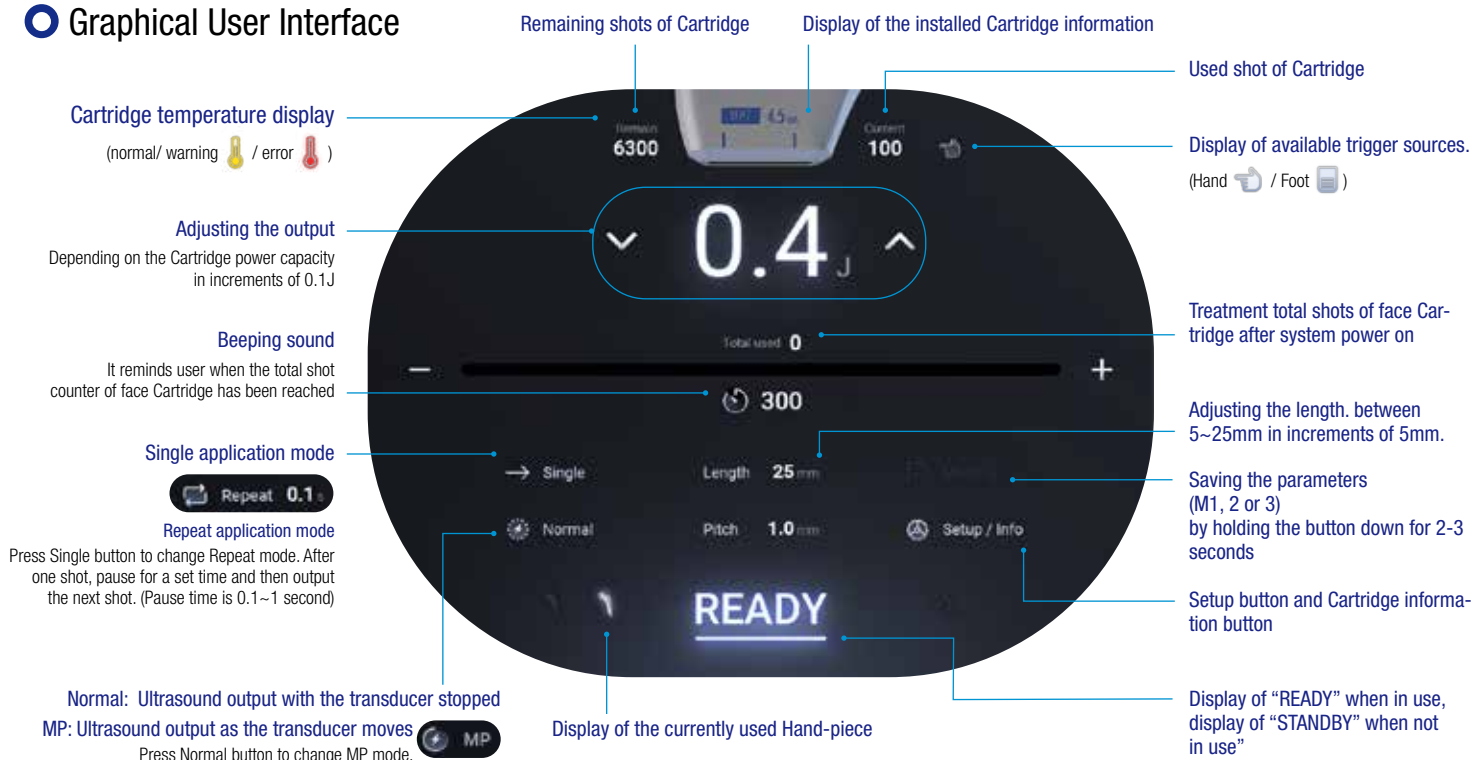 Graphical User Interface
Remaining shots of Cartridge
Display of the installed Cartridge information
Used shot of Cartridge
Cartridge temperature display
(normal/ warning / error )
Display of available trigger sources.
(Hand / Foot )
Remain
6300
4.5
Current
100
Adjusting the output
Depending on the Cartridge power capacity
in increments of 0.1J
0.4 J
Treatment total shots of face Car-
tridge after system power on
Beeping sound
It reminds user when the total shot
counter of face Cartridge has been reached
Total used 0
− +
300
Adjusting the length. between
5~25mm in increments of 5mm.
Single application mode
Repeat 0.1 s
Repeat application mode
Press Single button to change Repeat mode. After
one shot, pause for a set time and then output
the next shot. (Pause time is 0.1~1 second)
Single
Length 25 mm
Normal
Pitch 1.0 mm
Setup / Info
Saving the parameters
(M1, 2 or 3)
by holding the button down for 2-3
seconds
Setup button and Cartridge informa-
tion button
READY
Normal: Ultrasound output with the transducer stopped
MP: Ultrasound output as the transducer moves
MP
Press Normal button to change MP mode.
Display of the currently used Hand-piece
Display of “READY” when in use,
display of “STANDBY” when not
in use”